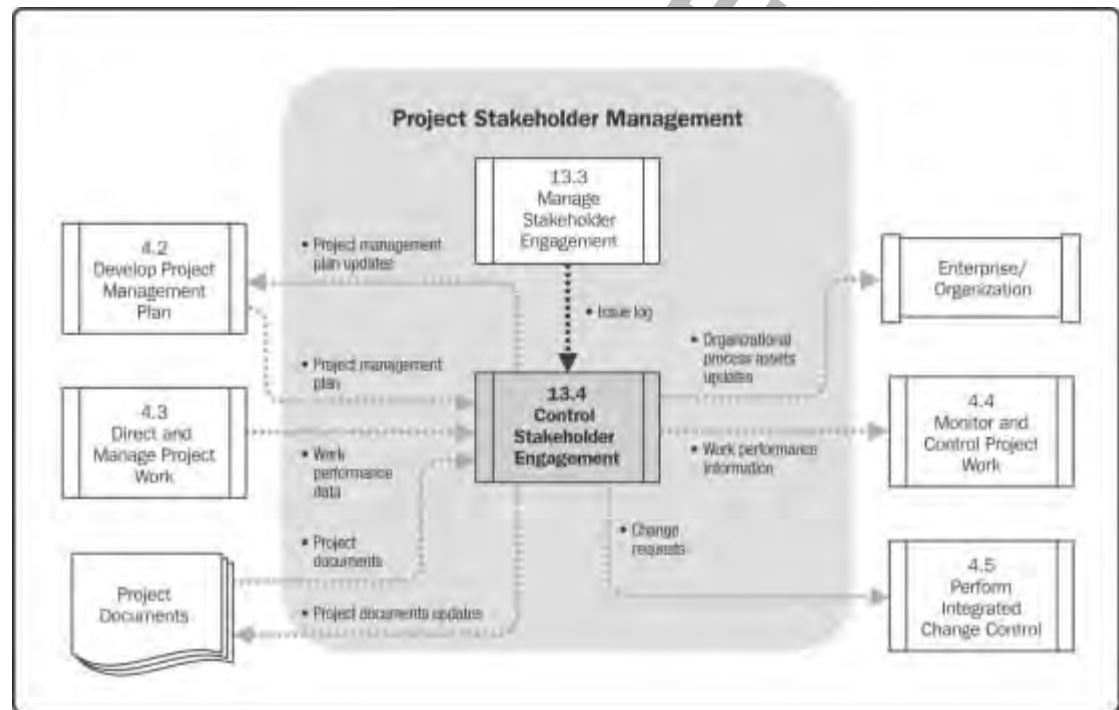 Project Stakeholder Management
13.3
Manage
Stakeholder
Engagement
4.2
Develop Project
Management
Plan
• Project management
plan updates
• Issue log
Enterprise/
Organization
• Organizational
process assets
updates
• Project management
plan
13.4
Control
Stakeholder
Engagement
4.3
Direct and
Manage Project
Work
• Work
performance
data
• Work performance
information
4.4
Monitor and
Control Project
Work
• Project
documents
• Change
requests
Project
Documents
• Project documents updates
4.5
Perform
Integrated
Change Control